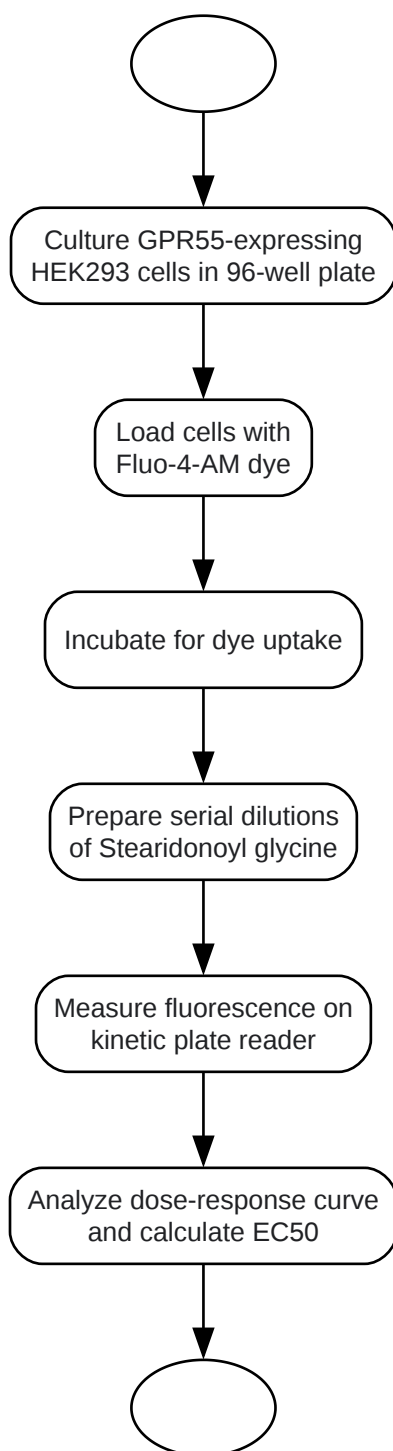 Culture GPR55-expressing
HEK293 cells in 96-well plate
Load cells with
Fluo-4-AM dye
Incubate for dye uptake
Prepare serial dilutions
of Stearidonoyl glycine
Measure fluorescence on
kinetic plate reader
Analyze dose-response curve
and calculate EC50